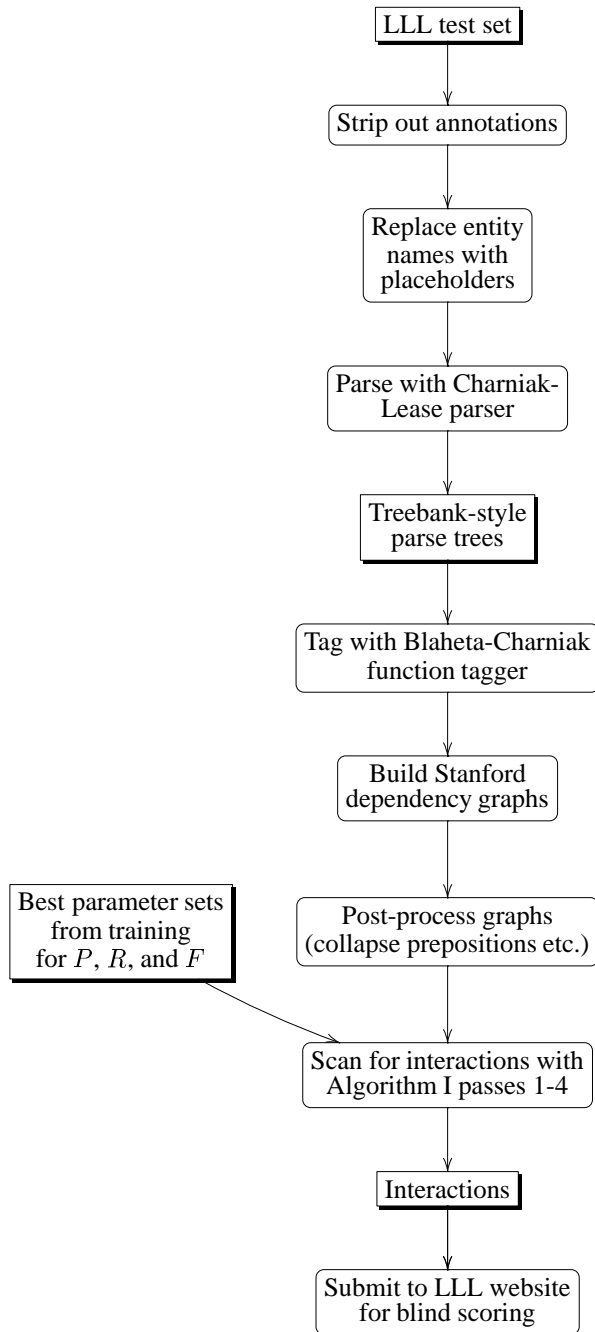 LLL test set
Strip out annotations
Replace entity
names with
placeholders
Parse with Charniak-
Lease parser
Treebank-style
parse trees
Tag with Blaheta-Charniak
function tagger
Build Stanford
dependency graphs
Best parameter sets
from training
for P, R, and F
Post-process graphs
(collapse prepositions etc.)
Scan for interactions with
Algorithm I passes 1-4
Interactions
Submit to LLL website
for blind scoring